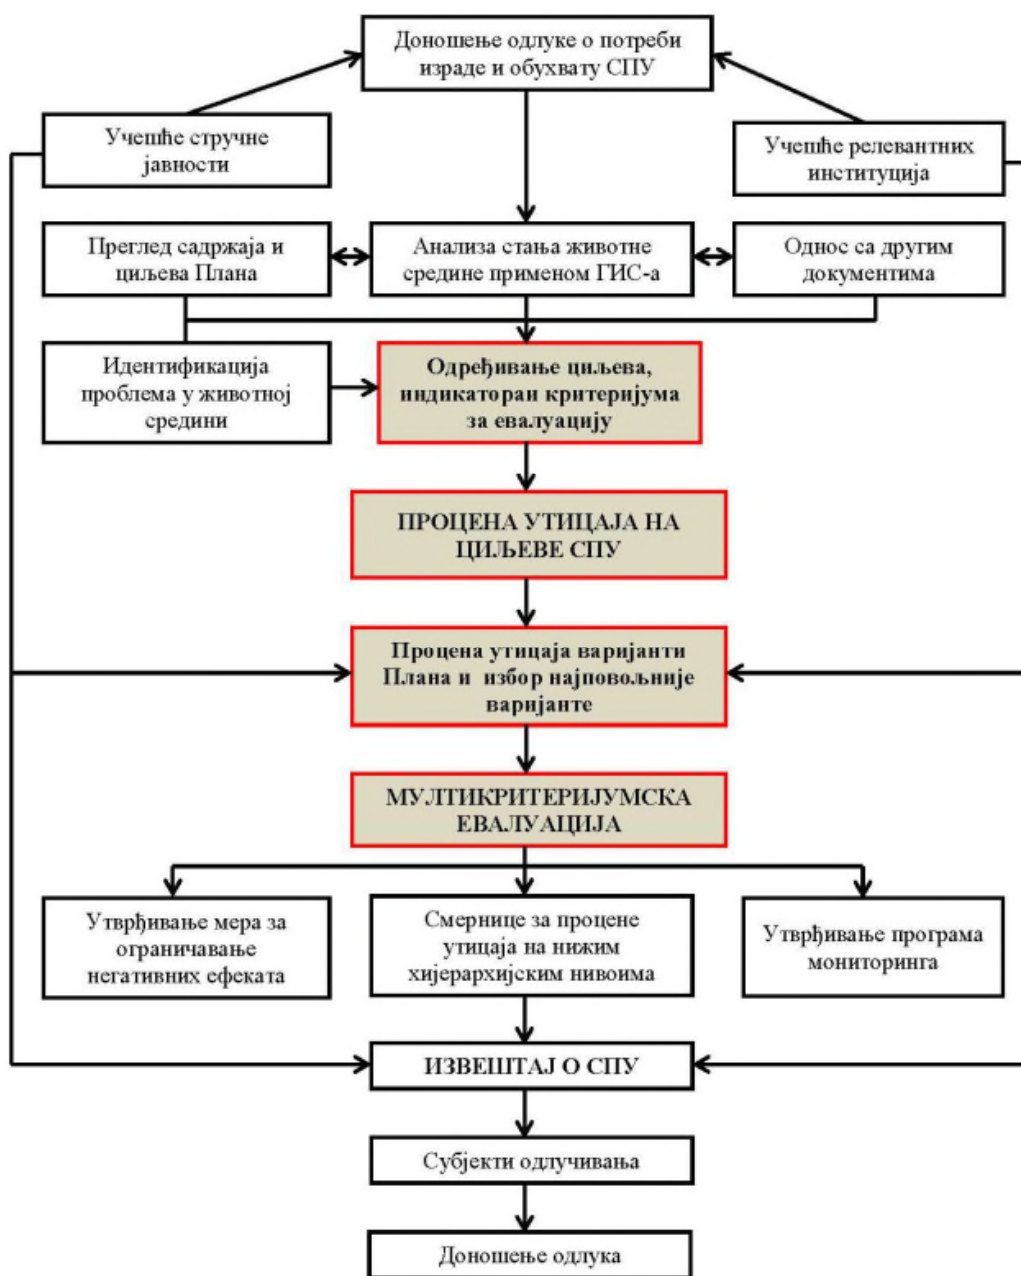 Доношење одлуке о потреби
израде и обухвату СПУ
Учешће стручне
јавности
Учешће релевантних
институција
Преглед садржаја и
циљева Плана
Анализа стања животне
средине применом ГИС-а
Однос са другим
документима
Идентификација
проблема у животној
средини
Одређивање циљева,
индикатораи критеријума
за евалуацију
ПРОЦЕНА УТИЦАЈА НА
ЦИЉЕВЕ СПУ
Процена утицаја варијанти
Плана и избор најповољније
варијанте
МУЛТИКРИТЕРИЈУМСКА
ЕВАЛУАЦИЈА
Утврђивање мера за
ограничавање
негативних ефеката
Смернице за процене
утицаја на нижим
хијерархијским нивоима
Утврђивање програма
мониторинга
ИЗВЕШТАЈ О СПУ
Субјекти одлучивања
Доношење одлука